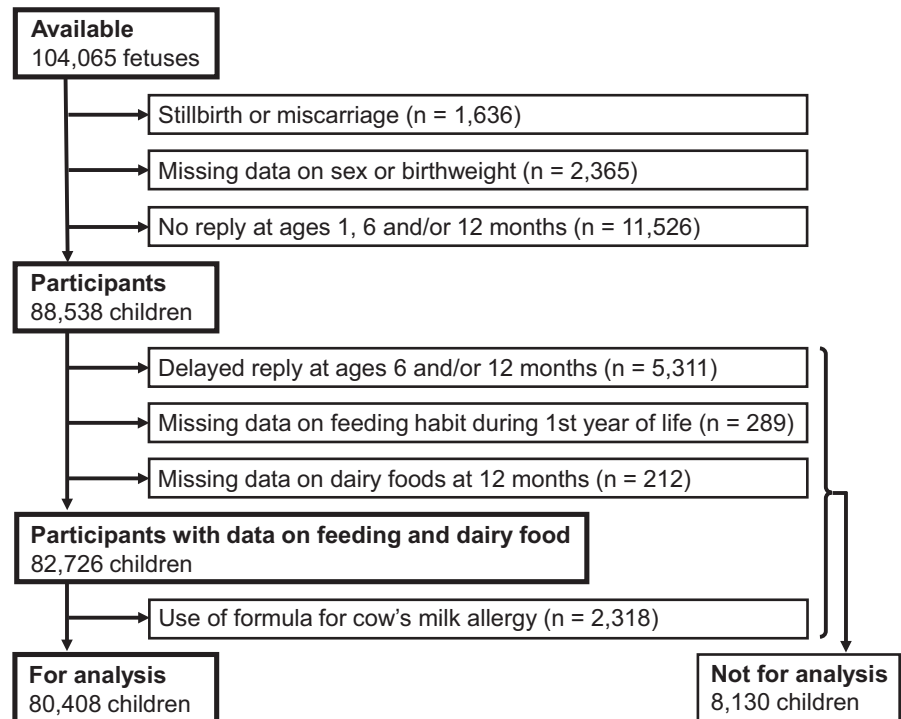 Available
104,065 fetuses
Stillbirth or miscarriage (n = 1,636)
Missing data on sex or birthweight (n = 2,365)
No reply at ages 1, 6 and/or 12 months (n = 11,526)
Participants
88,538 children
Delayed reply at ages 6 and/or 12 months (n = 5,311)
Missing data on feeding habit during 1st year of life (n = 289)
Missing data on dairy foods at 12 months (n = 212)
Participants with data on feeding and dairy food
82,726 children
Use of formula for cow's milk allergy (n = 2,318)
For analysis
80,408 children
Not for analysis
8,130 children